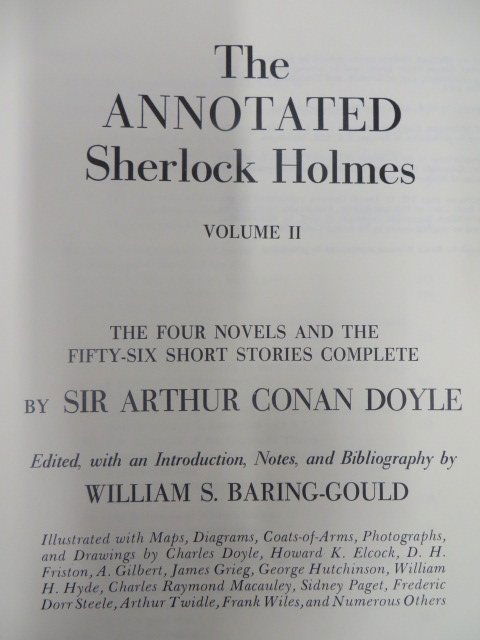 The
ANNOTATED
Sherlock Holmes
VOLUME II
THE FOUR NOVELS AND THE
FIFTY-SIX SHORT STORIES COMPLETE
BY SIR ARTHUR CONAN DOYLE
Edited, with an Introduction, Notes, and Bibliography by
WILLIAM S. BARING-GOULD
Illustrated with Maps, Diagrams, Coats-of-Arms, Photographs,
and Drawings by Charles Doyle, Howard K. Elcock, D. H.
Friston, A. Gilbert, James Grieg, George Hutchinson, William
H. Hyde, Charles Raymond Macauley, Sidney Paget, Frederic
Dorr Steele, Arthur Twidle, Frank Wiles, and Numerous Others